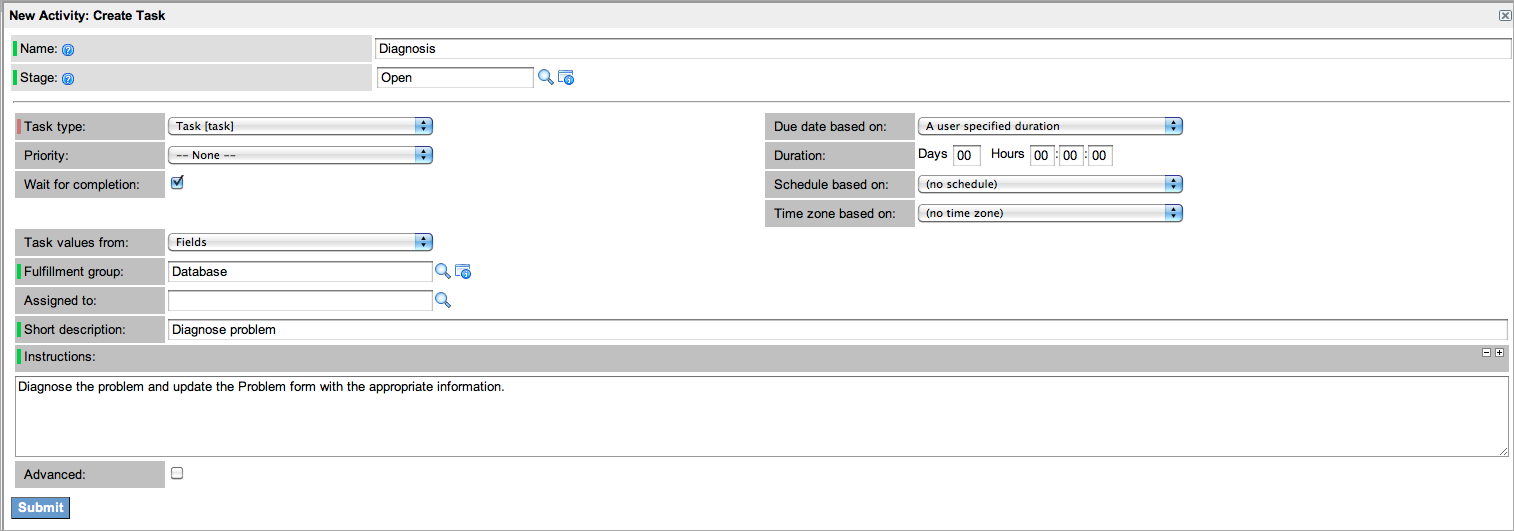 New Activity: Create Task
Name: Diagnosis
Stage: Open
Task type: Task [task] Due date based on: A user specified duration
Priority: -- None -- Duration: Days 00 Hours 00 : 00 : 00
Wait for completion: Schedule based on: (no schedule)
Time zone based on: (no time zone)
Task values from: Fields
Fulfillment group: Database
Assigned to:
Short description: Diagnose problem
Instructions:
Diagnose the problem and update the Problem form with the appropriate information.
Advanced:
Submit